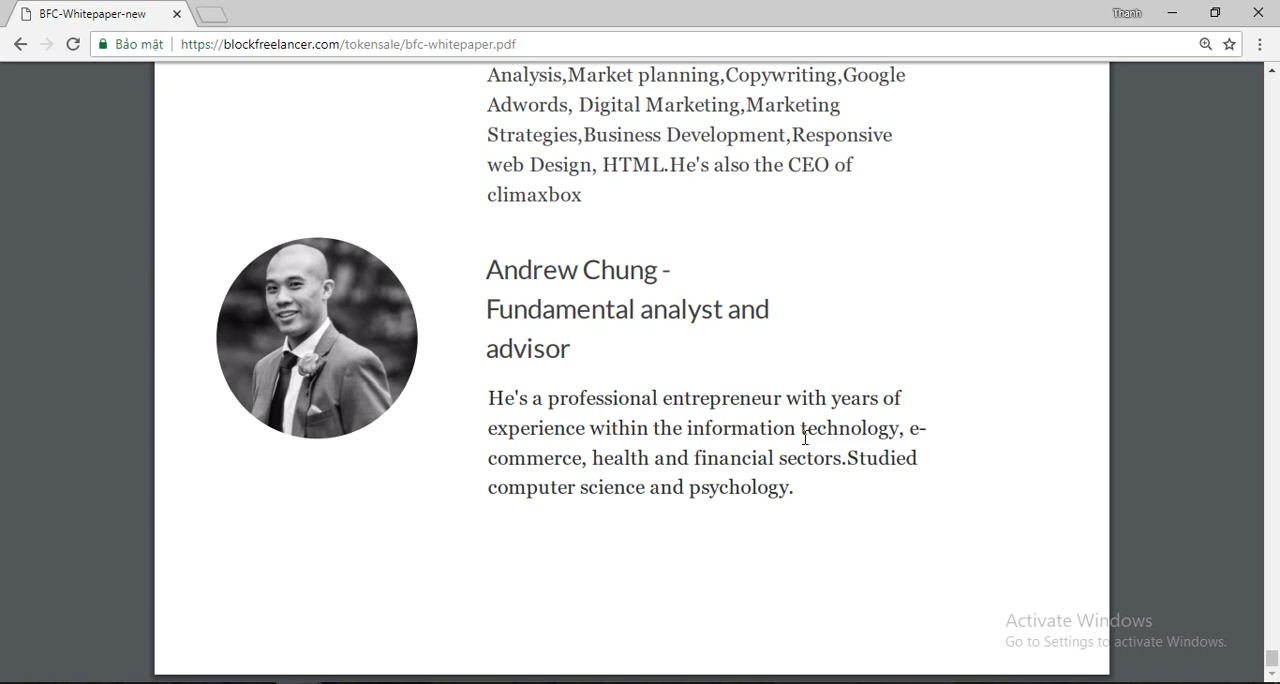 BFC-Whitepaper-new
Thanh
Bảo mật
https://blockfreelancer.com/tokensale/bfc-whitepaper.pdf
Analysis,Market planning,Copywriting,Google
Adwords, Digital Marketing,Marketing
Strategies,Business Development,Responsive
web Design, HTML.He's also the CEO of
climaxbox
Andrew Chung -
Fundamental analyst and
advisor
He's a professional entrepreneur with years of
experience within the information technology, e-
commerce, health and financial sectors.Studied
computer science and psychology.
Activate Windows
Go to Settings to activate Windows.